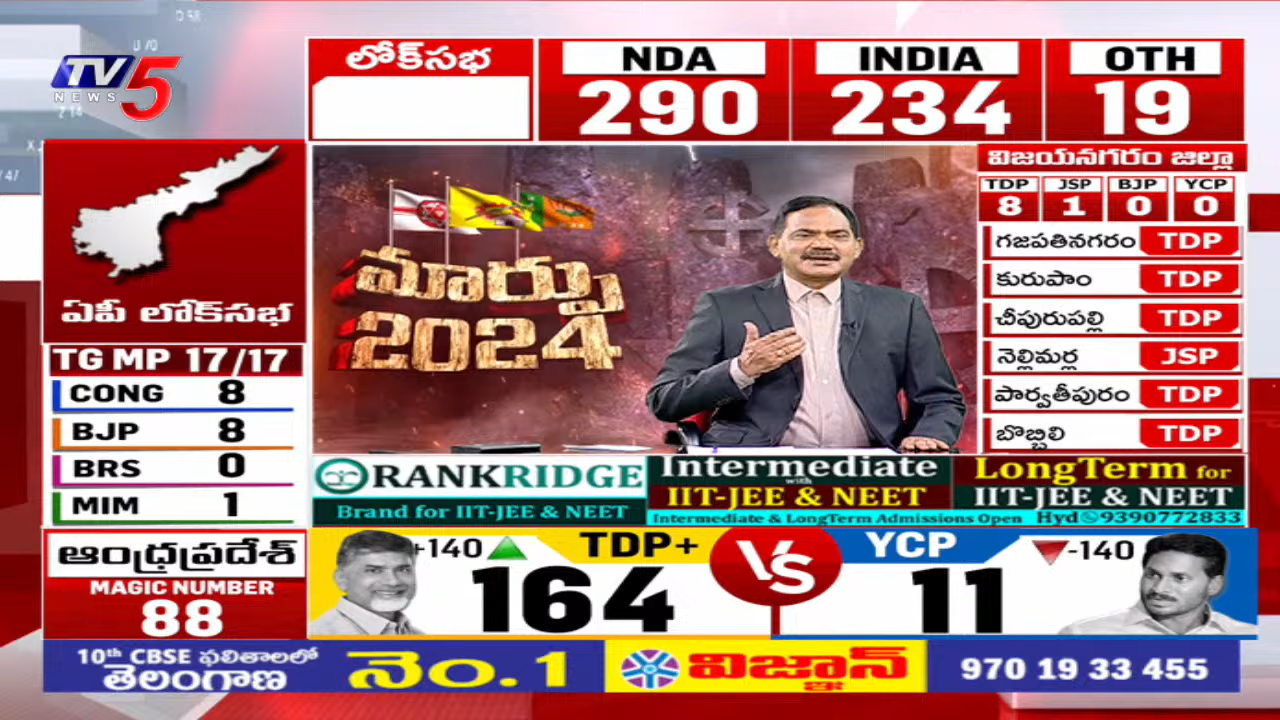 TV5
NEWS
లోక్‌సభ
NDA
290
INDIA
234
OTH
19
ఏపీ లోక్‌సభ
TG MP 17/17
CONG 8
BJP 8
BRS 0
MIM 1
మార్పు
2024
విజయనగరం జిల్లా
TDP JSP BJP YCP
8 1 0 0
గజపతినగరం TDP
కురుపాం TDP
చీపురుపల్లి TDP
నెల్లిమర్ల JSP
పార్వతీపురం TDP
బొబ్బిలి TDP
RANKRIDGE
Brand for IIT-JEE & NEET
Intermediate
with
IIT-JEE & NEET
LongTerm for
IIT-JEE & NEET
Intermediate & LongTerm Admissions Open Hyd 9390772833
ఆంధ్రప్రదేశ్
MAGIC NUMBER
88
+140 TDP+
164
VS
YCP -140
11
10th CBSE ఫలితాలలో
తెలంగాణ
నెం.1
విజ్ఞాన్
970 19 33 455